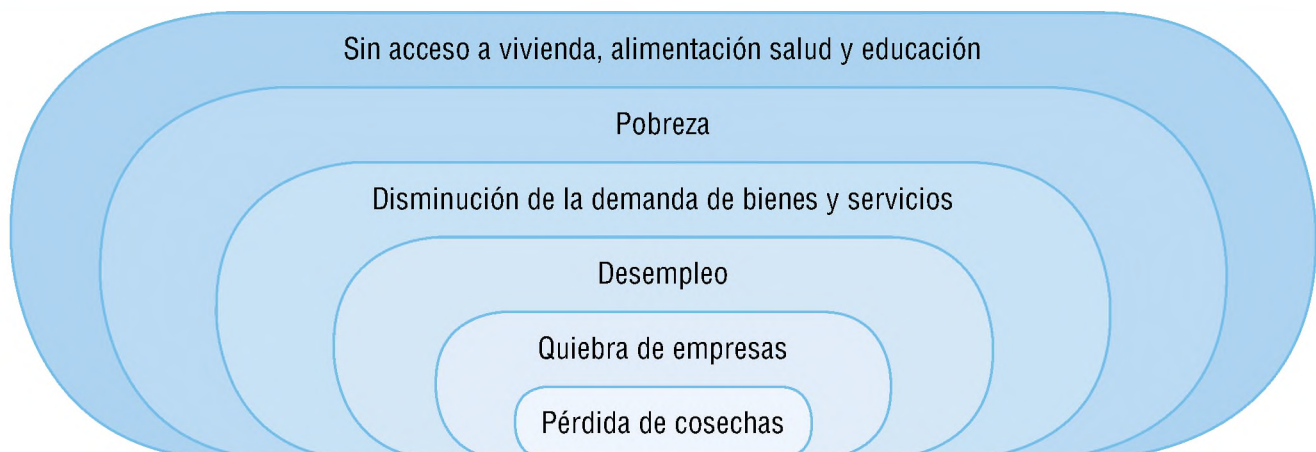 Sin acceso a vivienda, alimentación salud y educación
Pobreza
Disminución de la demanda de bienes y servicios
Desempleo
Quiebra de empresas
Pérdida de cosechas